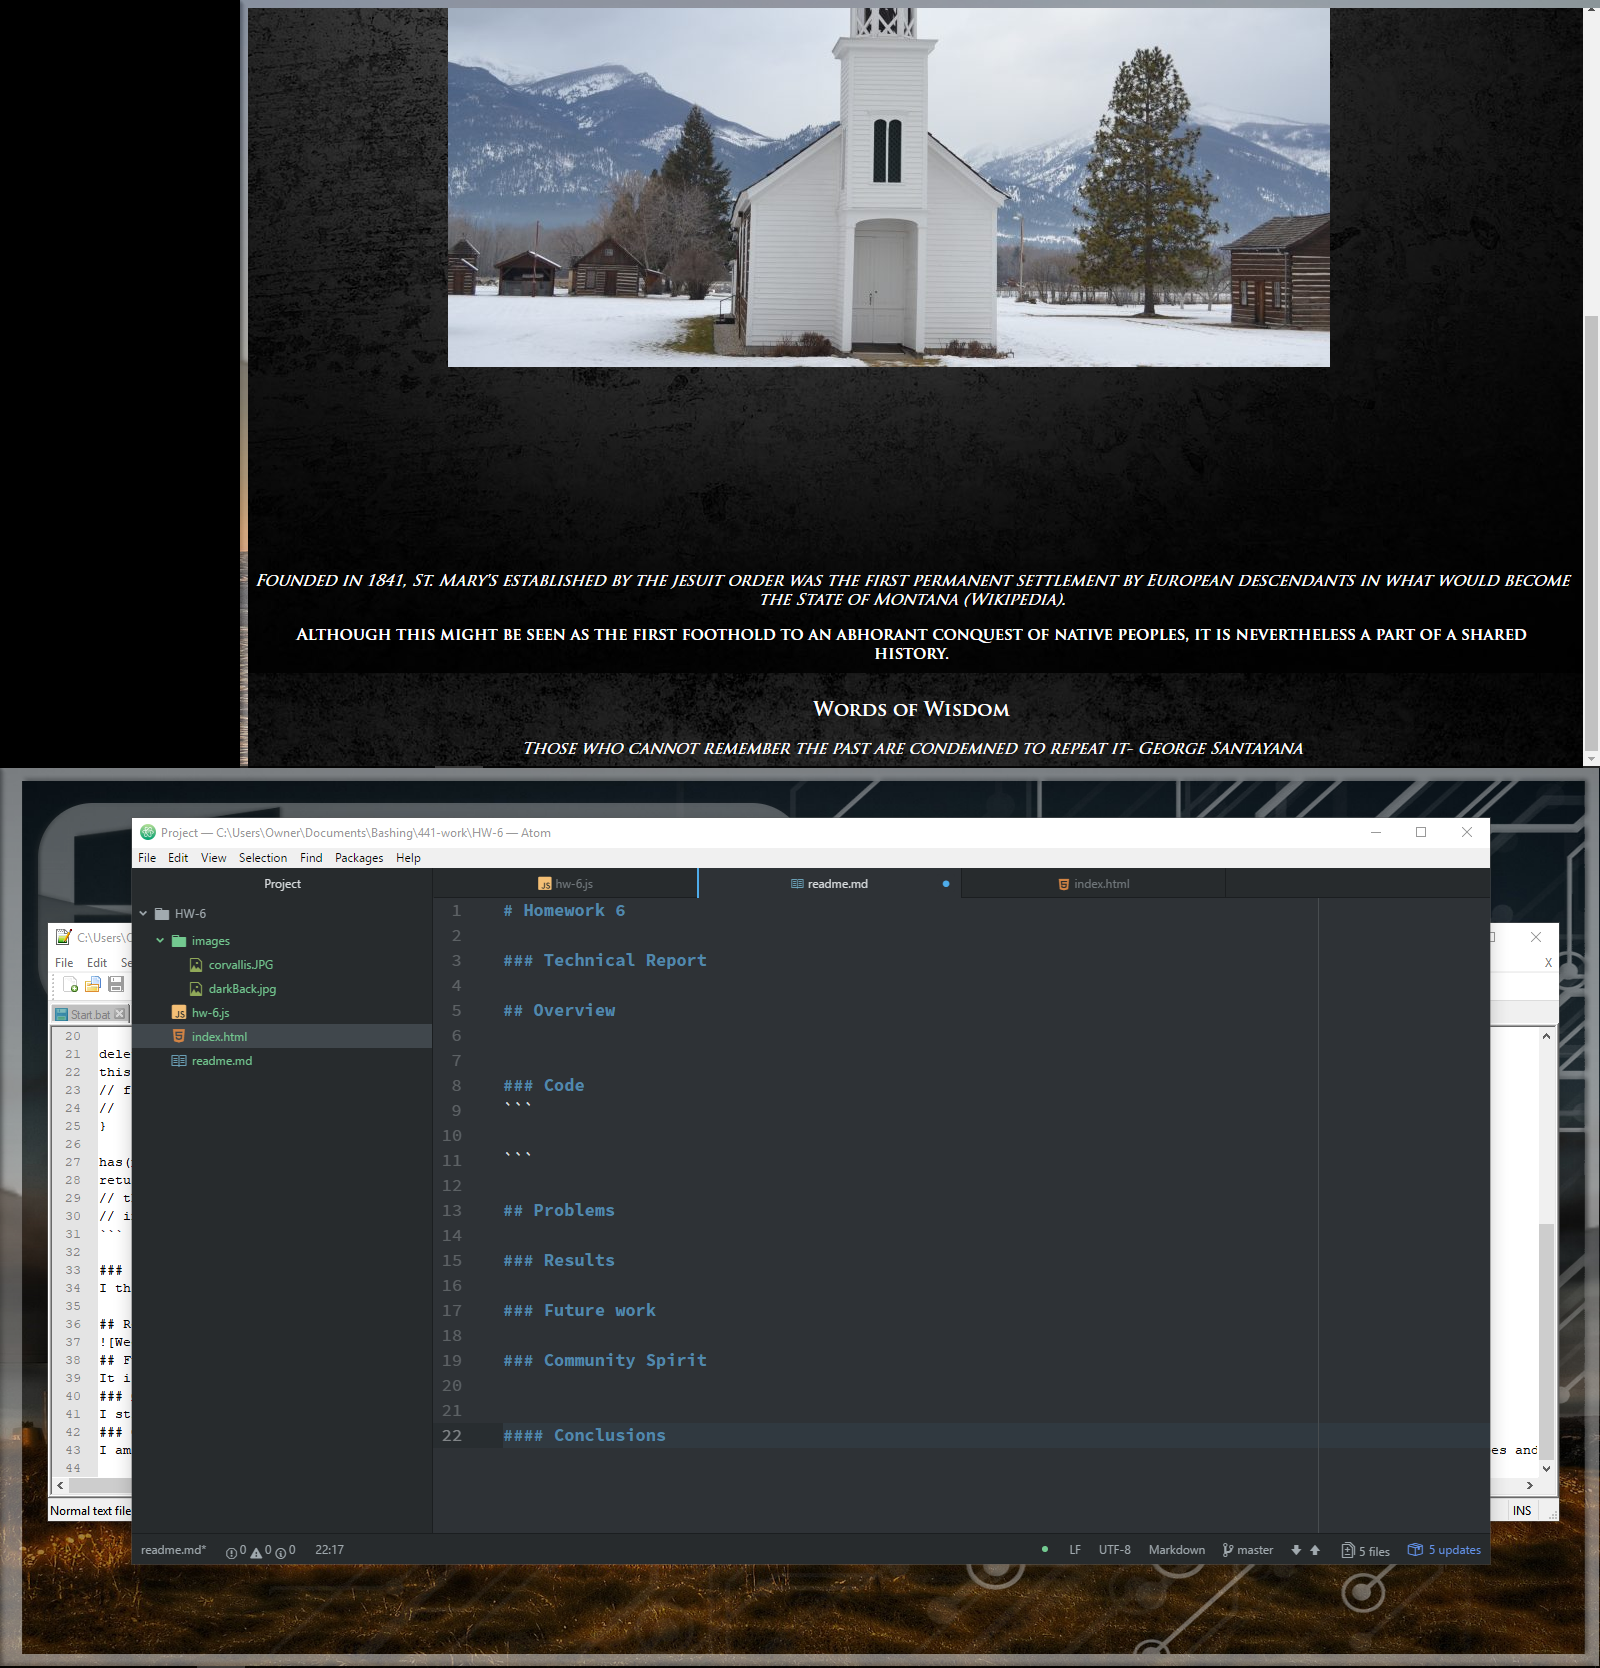 Founded in 1841, St. Mary's established by the jesuit order was the first permanent settlement by European descendants in what would become
the State of Montana (Wikipedia).
Although this might be seen as the first foothold to an abhorant conquest of native peoples, it is nevertheless a part of a shared
history.
Words of Wisdom
Those who cannot remember the past are condemned to repeat it- George Santayana
Project — C:\Users\Owner\Documents\Bashing\441-work\HW-6 — Atom
File Edit View Selection Find Packages Help
Project
hw-6.js
readme.md
index.html
HW-6
images
corvallis.JPG
darkBack.jpg
hw-6.js
index.html
readme.md
1 # Homework 6
2
3 ### Technical Report
4
5 ## Overview
6
7
8 ### Code
9 ```
10
11 ```
12
13 ## Problems
14
15 ### Results
16
17 ### Future work
18
19 ### Community Spirit
20
21
22 #### Conclusions
readme.md* 0 0 0 22:17 LF UTF-8 Markdown master 5 files 5 updates
C:\Users\
File Edit
X
Start.bat
20
21 dele
22 this
23 // f
24 //
25 }
26
27 has(
28 retu
29 // t
30 // i
31 ```
32
33 ###
34 I th
35
36 ## R
37 ![We
38 ## F
39 It i
40 ###
41 I st
42 ###
43 I am
es and
44
Normal text file
INS